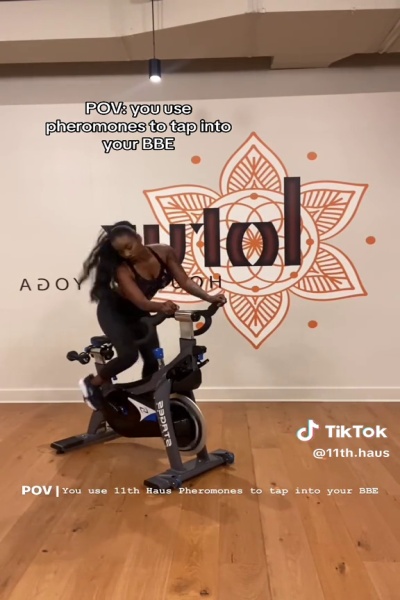 POV: you use
pheromones to tap into
your BBE
YOGA
TikTok
@11th.haus
POV | You use 11th Haus Pheromones to tap into your BBE